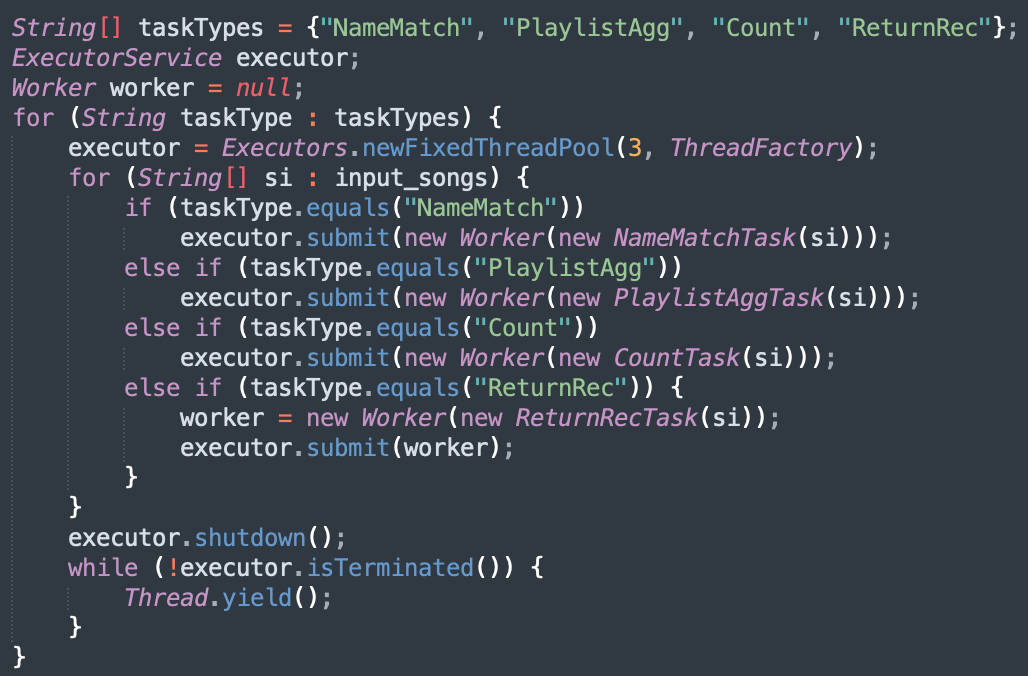 String[] taskTypes = {"NameMatch", "PlaylistAgg", "Count", "ReturnRec"};
ExecutorService executor;
Worker worker = null;
for (String taskType : taskTypes) {
    executor = Executors.newFixedThreadPool(3, ThreadFactory);
    for (String[] si : input_songs) {
        if (taskType.equals("NameMatch"))
            executor.submit(new Worker(new NameMatchTask(si)));
        else if (taskType.equals("PlaylistAgg"))
            executor.submit(new Worker(new PlaylistAggTask(si)));
        else if (taskType.equals("Count"))
            executor.submit(new Worker(new CountTask(si)));
        else if (taskType.equals("ReturnRec")) {
            worker = new Worker(new ReturnRecTask(si));
            executor.submit(worker);
        }
    }
    executor.shutdown();
    while (!executor.isTerminated()) {
        Thread.yield();
    }
}